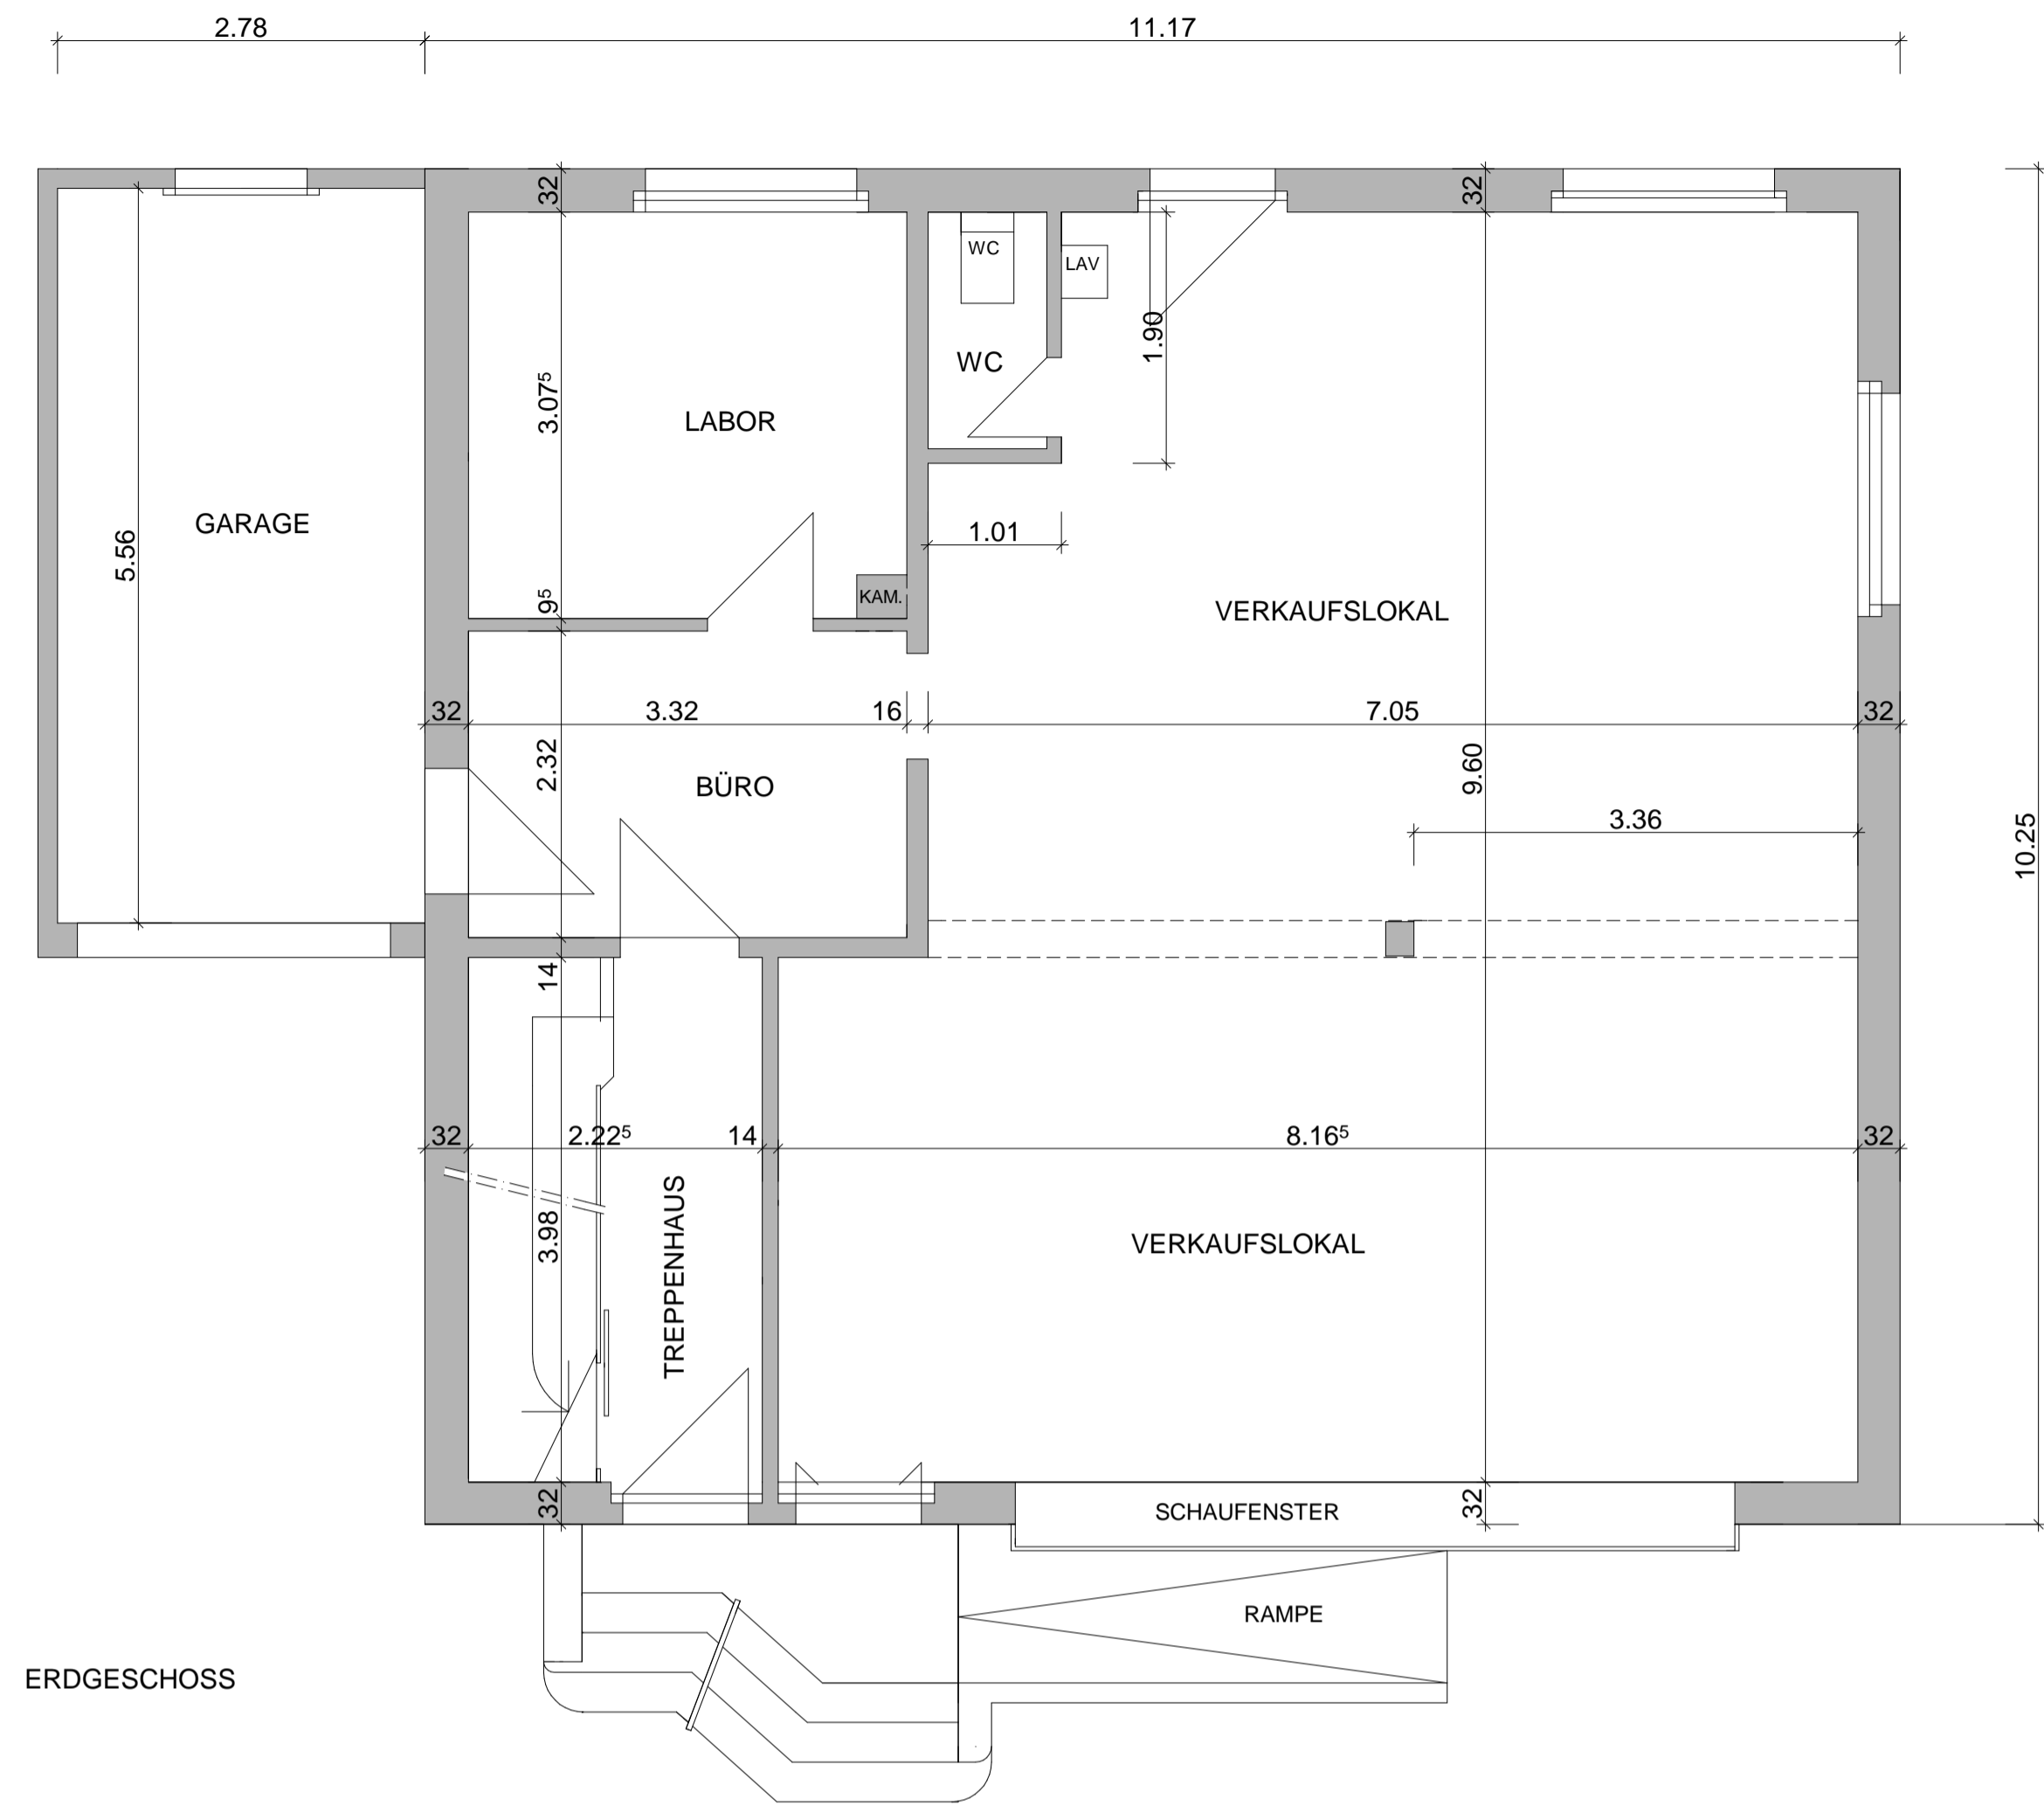 2.78
11.17
32
32
WC
LAV
1.90
WC
3.07⁵
LABOR
GARAGE
5.56
1.01
9⁵
KAM.
VERKAUFSLOKAL
32
3.32
16
7.05
32
2.32
BÜRO
9.60
3.36
10.25
14
32
2.22⁵
14
8.16⁵
32
3.98
TREPPENHAUS
VERKAUFSLOKAL
32
SCHAUFENSTER
32
RAMPE
ERDGESCHOSS